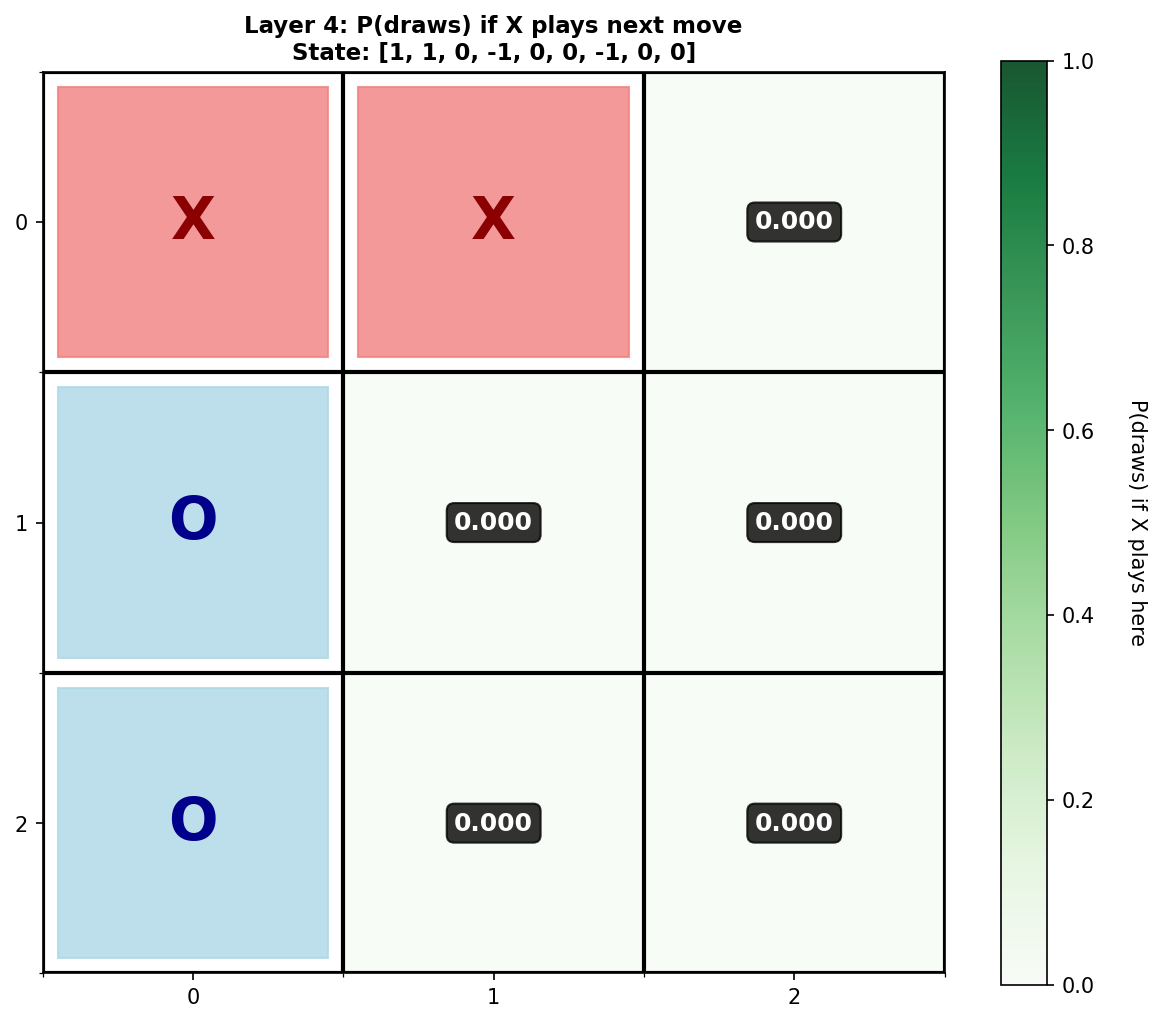 Layer 4: P(draws) if X plays next move
State: [1, 1, 0, -1, 0, 0, -1, 0, 0]
X
X
0.000
O
0.000
0.000
O
0.000
0.000
0
1
2
0
1
2
1.0
0.8
0.6
0.4
0.2
0.0
P(draws) if X plays here